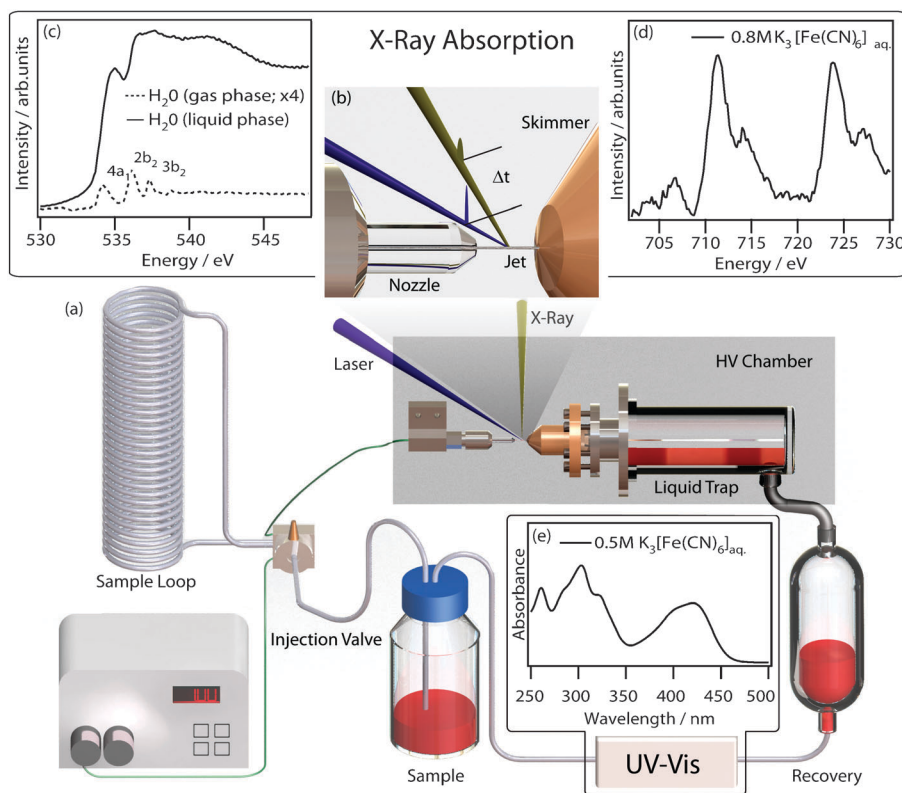 X-Ray Absorption
(c)
Intensity / arb.units
H₂0 (gas phase; x4)
H₂O (liquid phase)
4a₁
2b₂
3b₂
530 535 540 545
Energy / eV
(b)
Skimmer
Δt
Jet
Nozzle
(d)
Intensity / arb.units
0.8M K₃ [Fe(CN)₆] aq.
705 710 715 720 725 730
Energy / eV
(a)
Sample Loop
Laser
X-Ray
HV Chamber
Liquid Trap
Injection Valve
Sample
(e)
0.5M K₃[Fe(CN)₆]aq.
Absorbance
250 300 350 400 450 500
Wavelength / nm
UV-Vis
Recovery